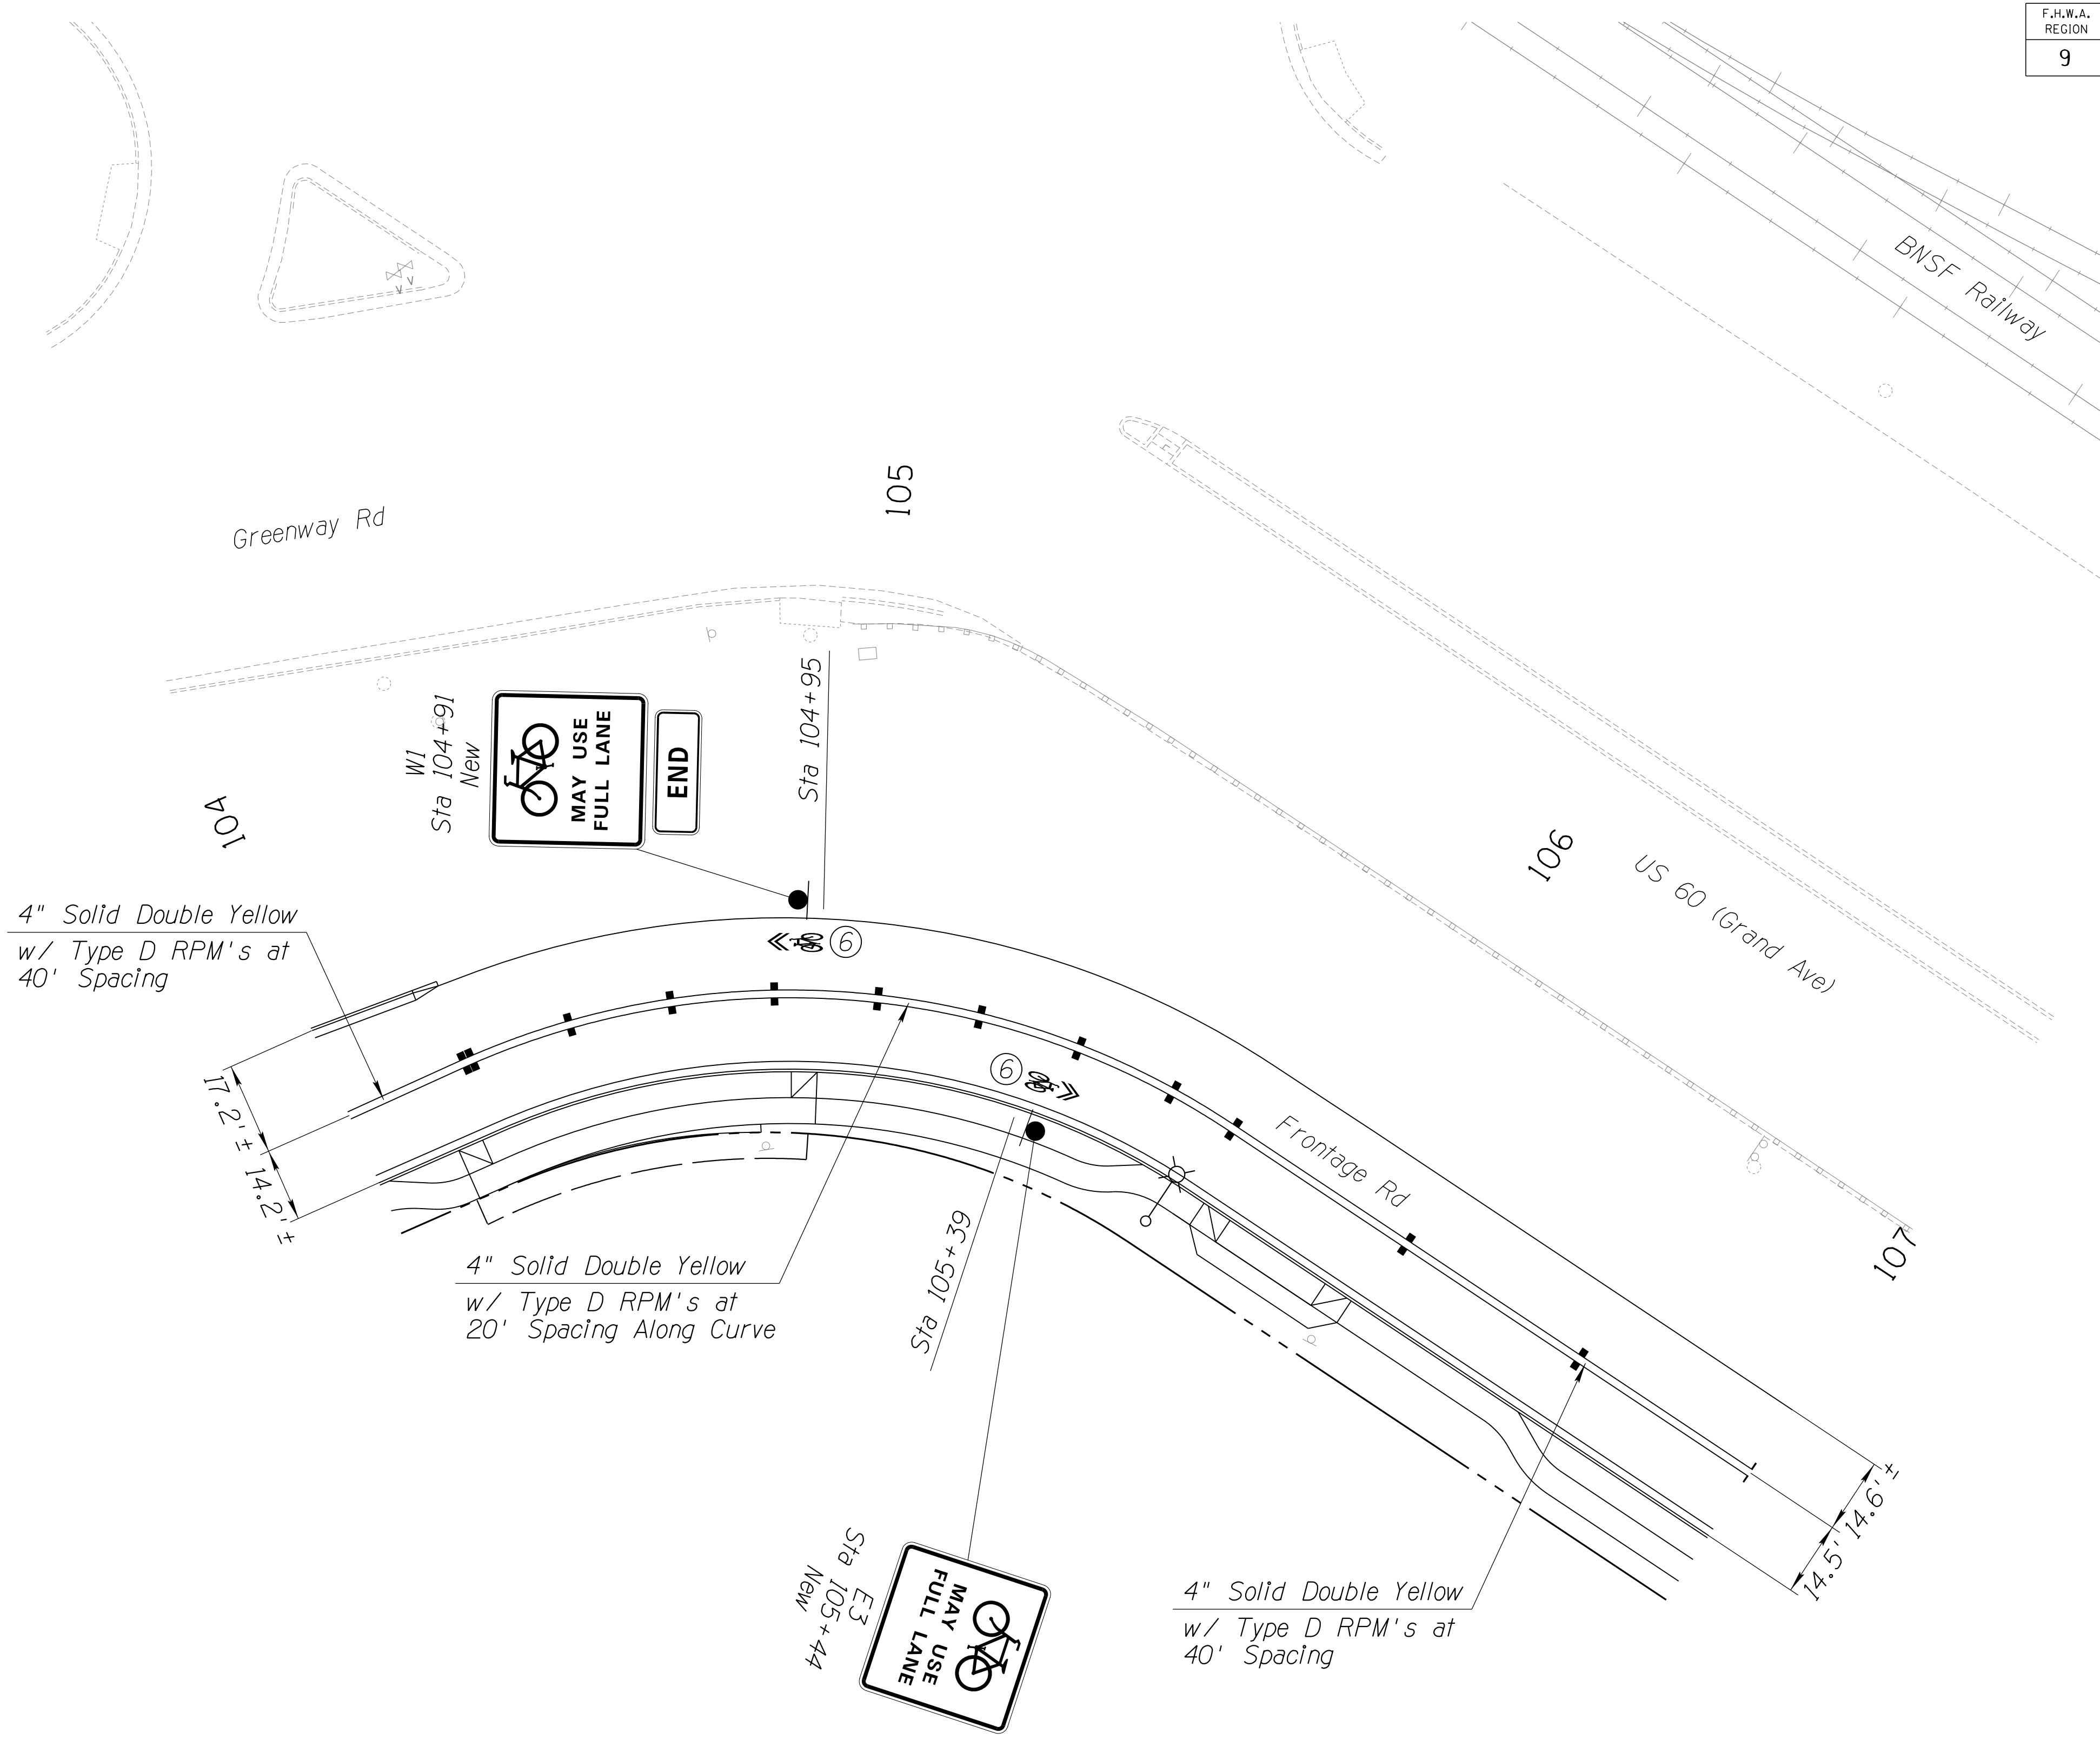 F.H.W.A.
REGION
9
BNSF Railway
105
Greenway Rd
W1
Sta 104+91
New
MAY USE
FULL LANE
END
Sta 104+95
104
106
US 60 (Grand Ave)
4" Solid Double Yellow
w/ Type D RPM's at
40' Spacing
6
6
17.2'±
14.2'±
Frontage Rd
107
4" Solid Double Yellow
w/ Type D RPM's at
20' Spacing Along Curve
Sta 105+39
14.6'±
14.5'
E3
Sta 105+44
New
MAY USE
FULL LANE
4" Solid Double Yellow
w/ Type D RPM's at
40' Spacing